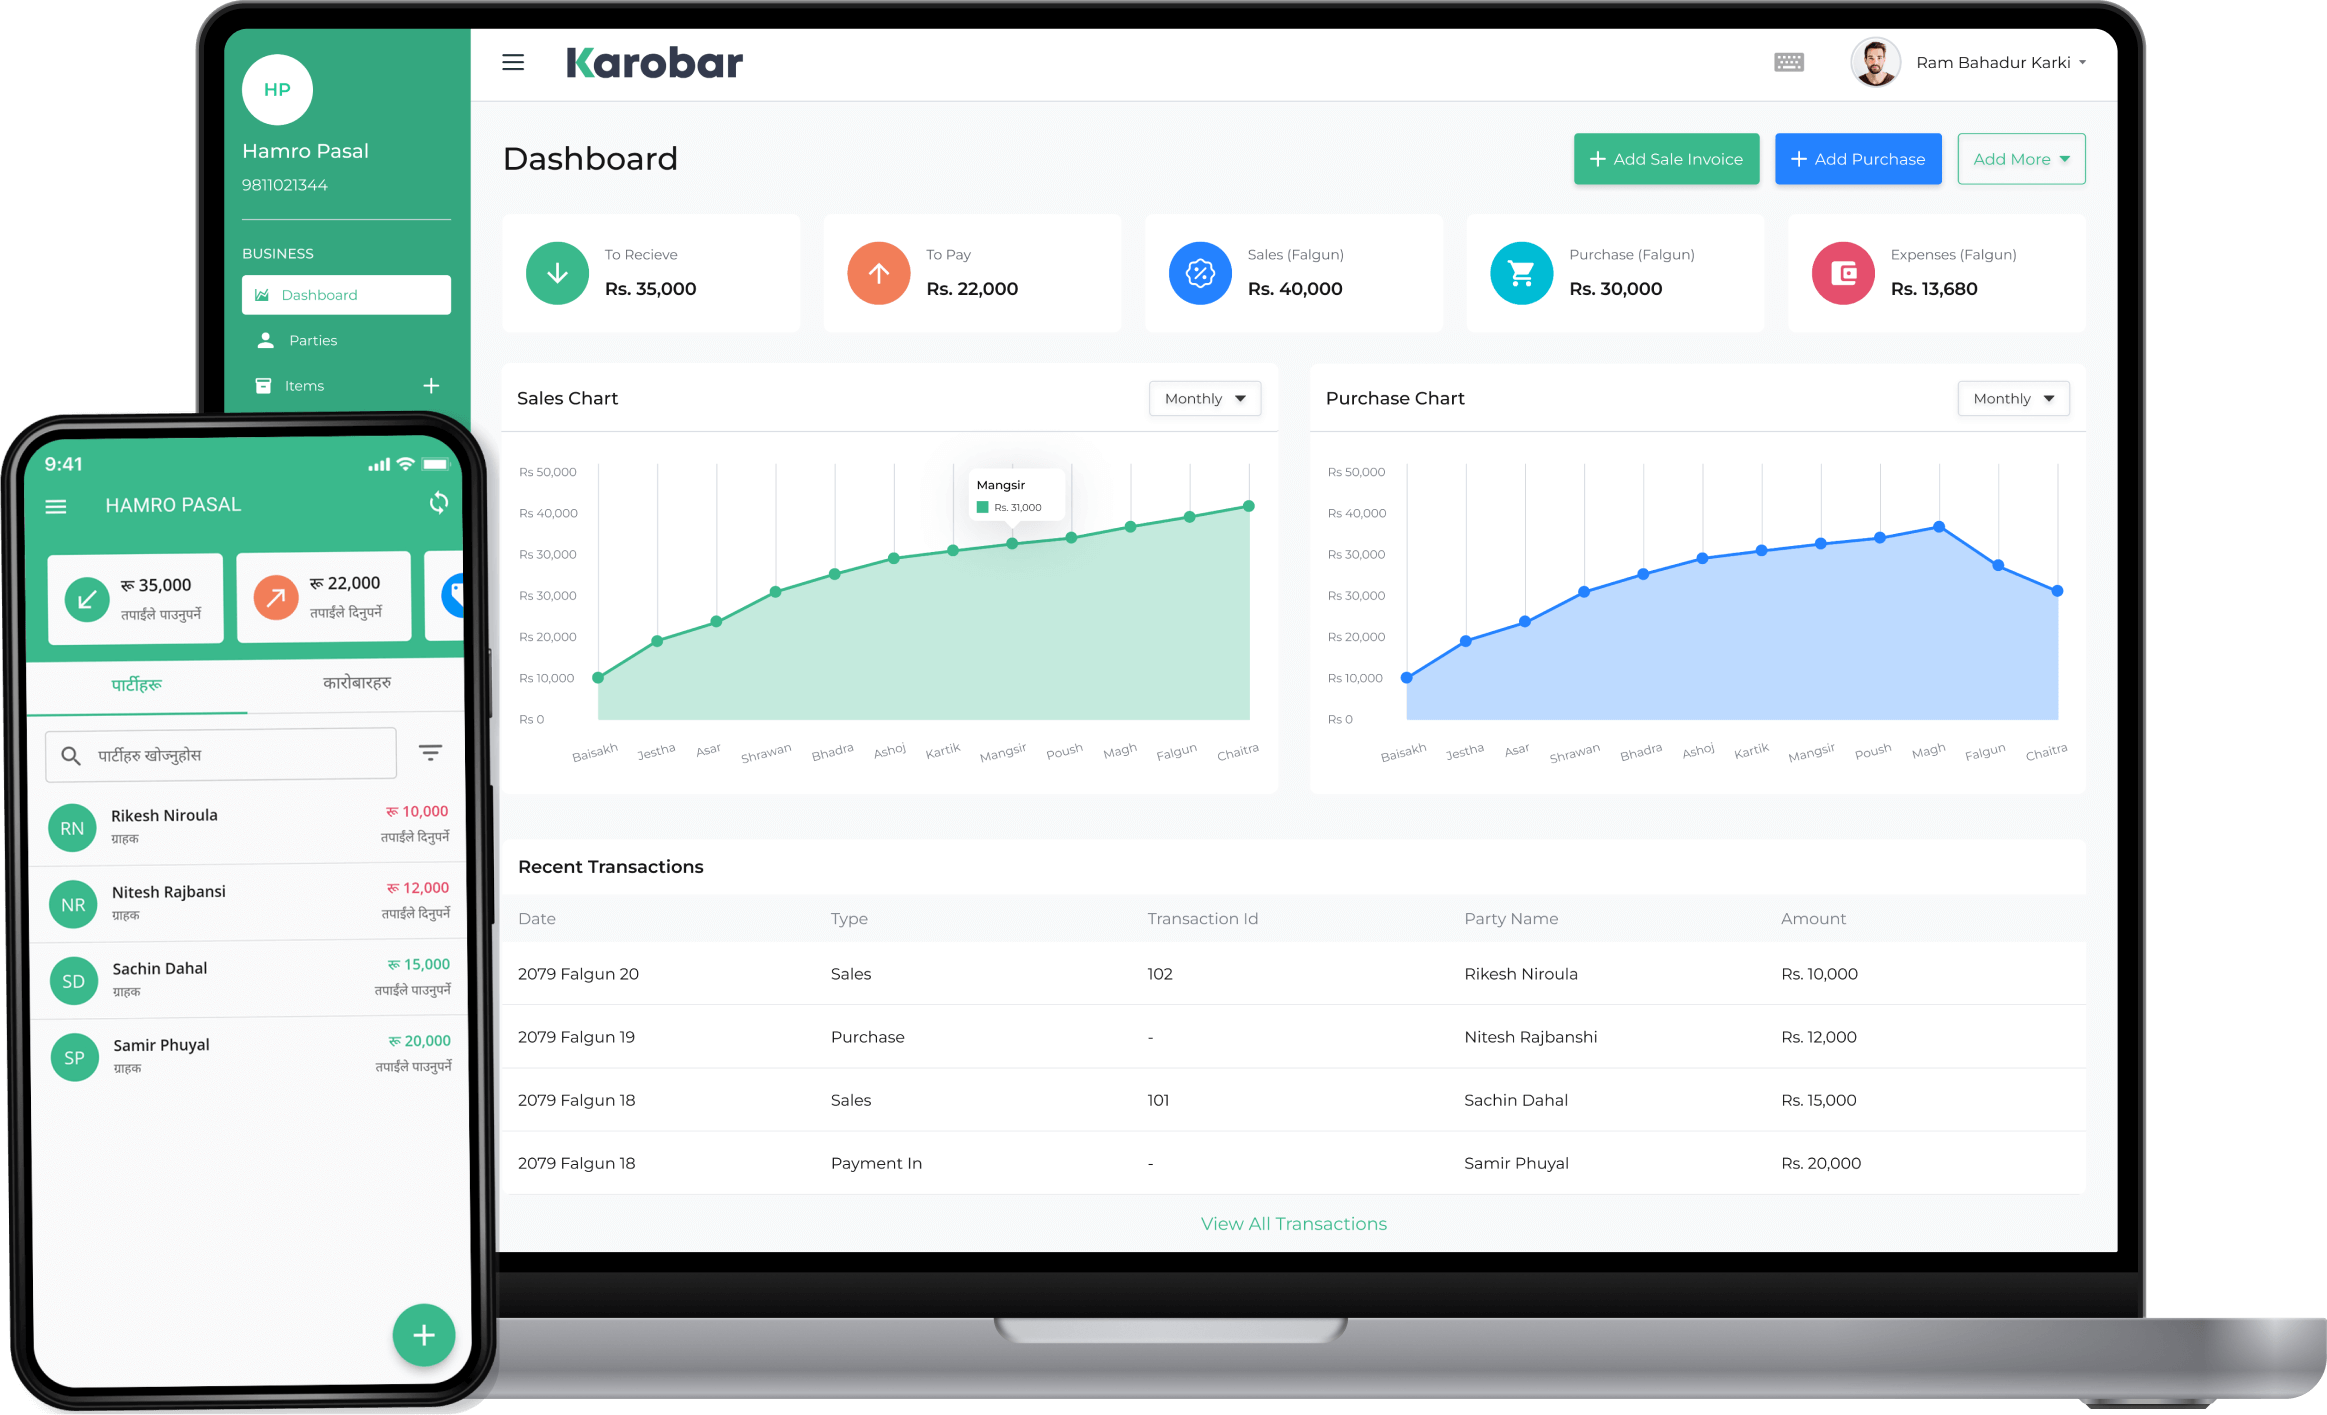 HP
Hamro Pasal
9811021344
BUSINESS
Dashboard
Parties
Items
Karobar
Ram Bahadur Karki
Dashboard
Add Sale Invoice
Add Purchase
Add More
To Recieve
Rs. 35,000
To Pay
Rs. 22,000
Sales (Falgun)
Rs. 40,000
Purchase (Falgun)
Rs. 30,000
Expenses (Falgun)
Rs. 13,680
Sales Chart
Monthly
Rs 50,000
Rs 40,000
Rs 30,000
Rs 30,000
Rs 20,000
Rs 10,000
Rs 0
Mangsir
Rs. 31,000
Baisakh Jestha Asar Shrawan Bhadra Ashoj Kartik Mangsir Poush Magh Falgun Chaitra
Purchase Chart
Monthly
Rs 50,000
Rs 40,000
Rs 30,000
Rs 30,000
Rs 20,000
Rs 10,000
Rs 0
Baisakh Jestha Asar Shrawan Bhadra Ashoj Kartik Mangsir Poush Magh Falgun Chaitra
Recent Transactions
Date Type Transaction Id Party Name Amount
2079 Falgun 20 Sales 102 Rikesh Niroula Rs. 10,000
2079 Falgun 19 Purchase - Nitesh Rajbanshi Rs. 12,000
2079 Falgun 18 Sales 101 Sachin Dahal Rs. 15,000
2079 Falgun 18 Payment In - Samir Phuyal Rs. 20,000
View All Transactions
9:41
HAMRO PASAL
रू 35,000
तपाईंले पाउनुपर्ने
रू 22,000
तपाईंले दिनुपर्ने
पार्टीहरू
कारोबारहरु
पार्टीहरु खोज्नुहोस
RN
Rikesh Niroula
ग्राहक
रू 10,000
तपाईंले दिनुपर्ने
NR
Nitesh Rajbansi
ग्राहक
रू 12,000
तपाईंले दिनुपर्ने
SD
Sachin Dahal
ग्राहक
रू 15,000
तपाईंले पाउनुपर्ने
SP
Samir Phuyal
ग्राहक
रू 20,000
तपाईंले पाउनुपर्ने